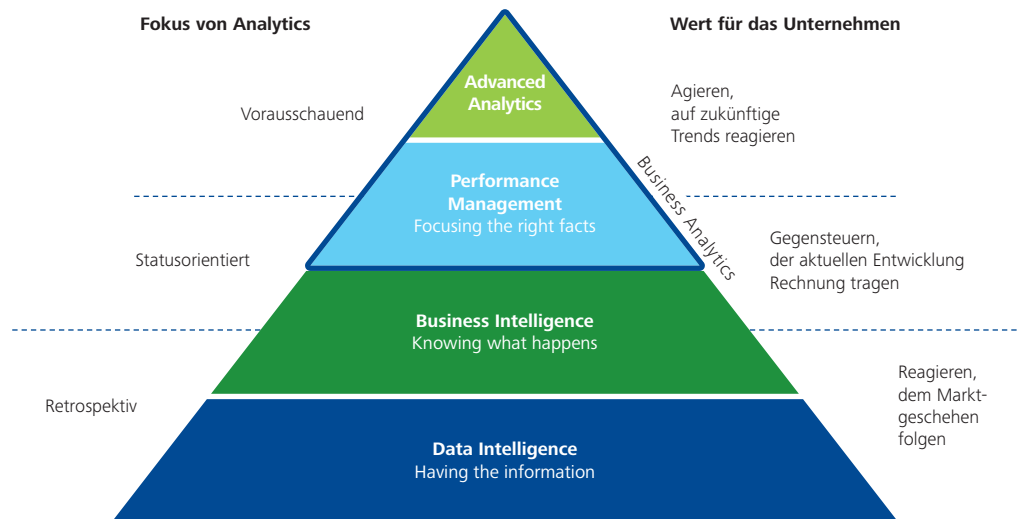 Fokus von Analytics
Wert für das Unternehmen
Advanced
Analytics
Vorausschauend
Agieren,
auf zukünftige
Trends reagieren
Business Analytics
Performance
Management
Focusing the right facts
Statusorientiert
Gegensteuern,
der aktuellen Entwicklung
Rechnung tragen
Business Intelligence
Knowing what happens
Retrospektiv
Reagieren,
dem Markt-
geschehen
folgen
Data Intelligence
Having the information